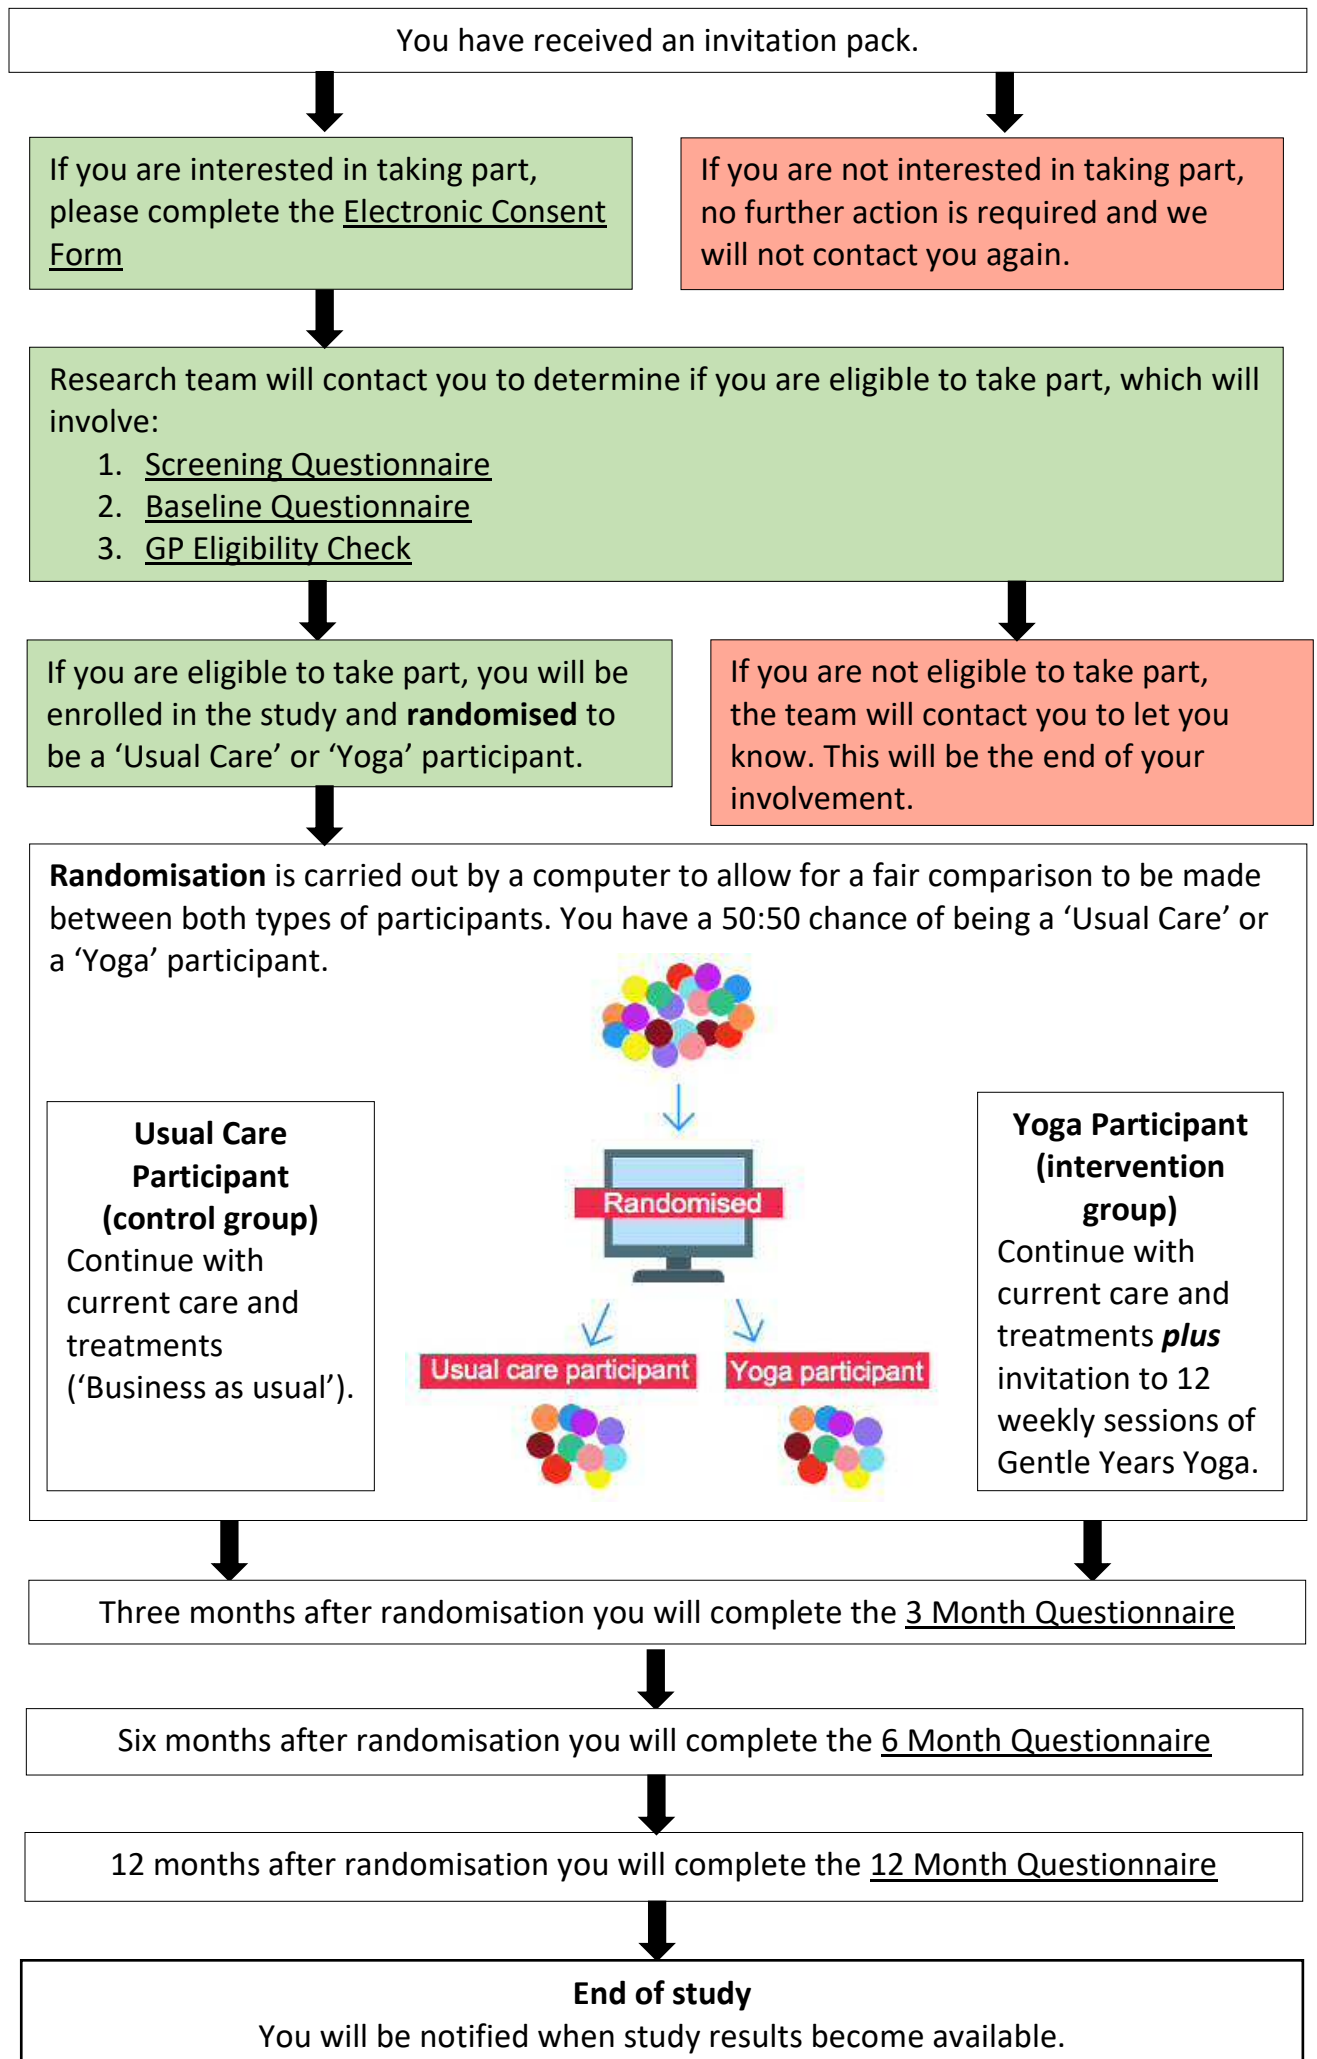 You have received an invitation pack.
If you are interested in taking part,
please complete the Electronic Consent
Form
If you are not interested in taking part,
no further action is required and we
will not contact you again.
Research team will contact you to determine if you are eligible to take part, which will
involve:
1. Screening Questionnaire
2. Baseline Questionnaire
3. GP Eligibility Check
If you are eligible to take part, you will be
enrolled in the study and randomised to
be a ‘Usual Care’ or ‘Yoga’ participant.
If you are not eligible to take part,
the team will contact you to let you
know. This will be the end of your
involvement.
Randomisation is carried out by a computer to allow for a fair comparison to be made
between both types of participants. You have a 50:50 chance of being a ‘Usual Care’ or
a ‘Yoga’ participant.
Usual Care
Participant
(control group)
Continue with
current care and
treatments
(‘Business as usual’).
Randomised
Usual care participant
Yoga participant
Yoga Participant
(intervention
group)
Continue with
current care and
treatments plus
invitation to 12
weekly sessions of
Gentle Years Yoga.
Three months after randomisation you will complete the 3 Month Questionnaire
Six months after randomisation you will complete the 6 Month Questionnaire
12 months after randomisation you will complete the 12 Month Questionnaire
End of study
You will be notified when study results become available.